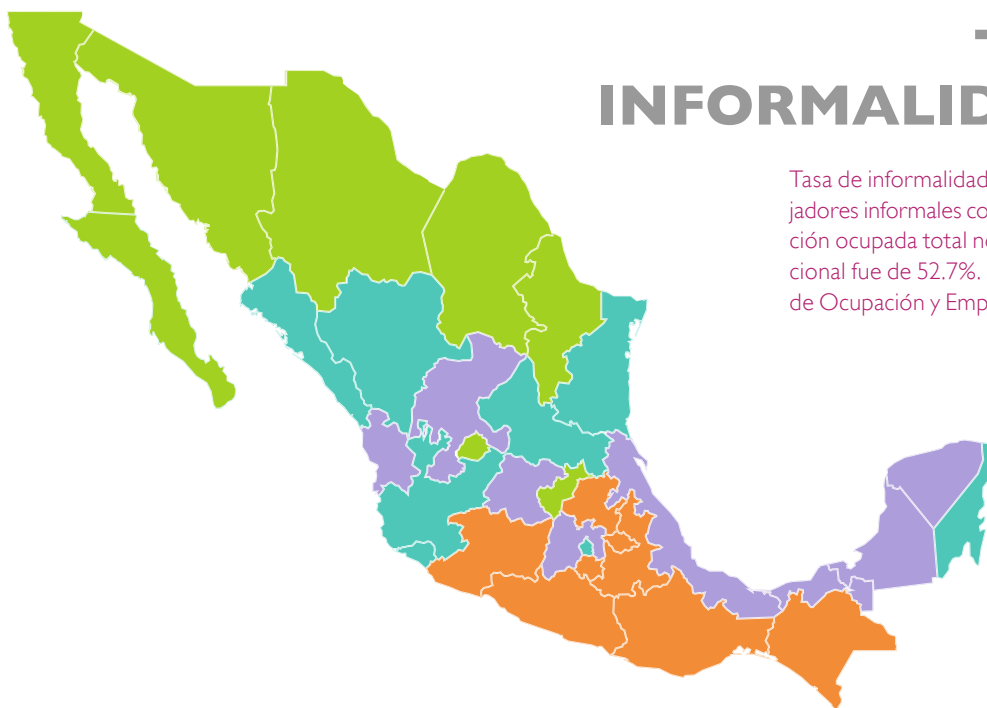 INFORMALID
Tasa de informalidad
jadores informales co
ción ocupada total n
cional fue de 52.7%.
de Ocupación y Emp